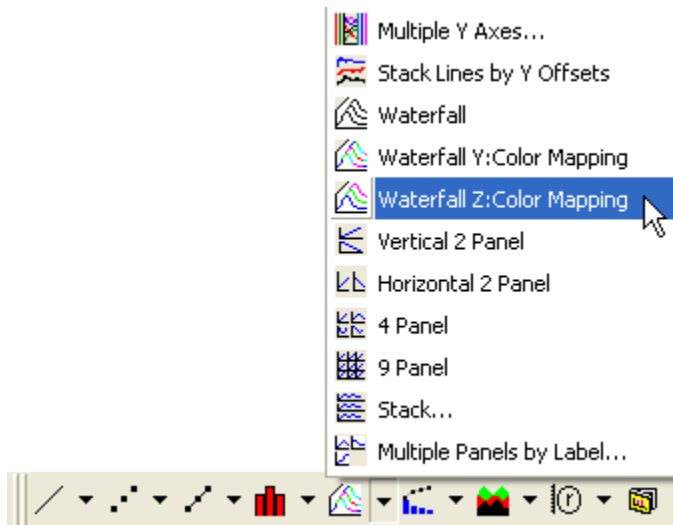 Multiple Y Axes...
Stack Lines by Y Offsets
Waterfall
Waterfall Y:Color Mapping
Waterfall Z:Color Mapping
Vertical 2 Panel
Horizontal 2 Panel
4 Panel
9 Panel
Stack...
Multiple Panels by Label...